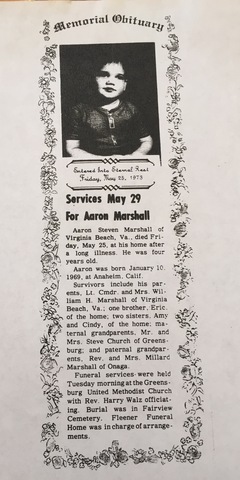 Memorial Obituary
Entered Into Eternal Rest
Friday, May 25, 1973
Services May 29
For Aaron Marshall
Aaron Steven Marshall of
Virginia Beach, Va., died Fri-
day, May 25, at his home after
a long illness. He was four
years old.
Aaron was born January 10,
1969, at Anaheim, Calif.
Survivors include his par-
ents, Lt. Cmdr. and Mrs. Wil-
liam H. Marshall of Virginia
Beach, Va.; one brother, Eric,
of the home; two sisters, Amy
and Cindy, of the home; ma-
ternal grandparents, Mr. and
Mrs. Steve Church of Greens-
burg; and paternal grandpar-
ents, Rev. and Mrs. Millard
Marshall of Onaga.
Funeral services were held
Tuesday morning at the Greens-
burg United Methodist Church
with Rev. Harry Walz officiat-
ing. Burial was in Fairview
Cemetery. Fleener Funeral
Home was in charge of arrange-
ments.